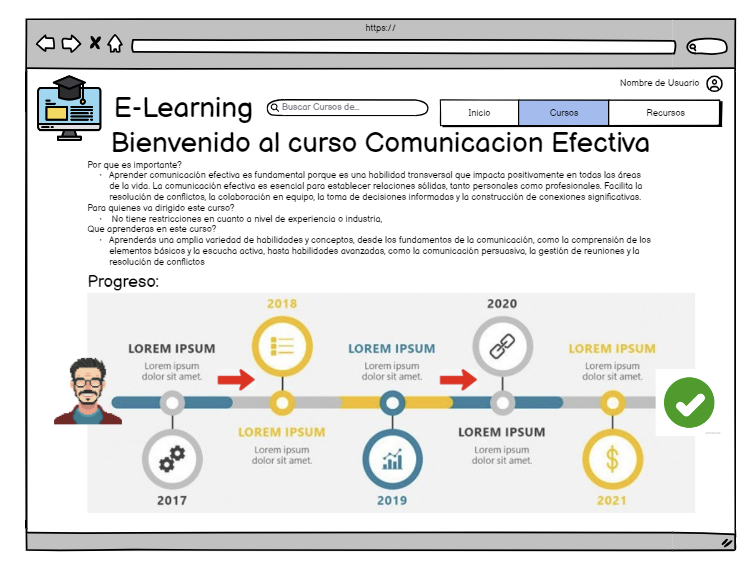 https://
Nombre de Usuario
E-Learning
Buscar Cursos de...
Inicio
Cursos
Recursos
Bienvenido al curso Comunicacion Efectiva
Por que es importante?
· Aprender comunicación efectiva es fundamental porque es una habilidad transversal que impacta positivamente en todas las áreas
de la vida. La comunicación efectiva es esencial para establecer relaciones sólidas, tanto personales como profesionales. Facilita la
resolución de conflictos, la colaboración en equipo, la toma de decisiones informadas y la construcción de conexiones significativas.
Para quienes va dirigido este curso?
· No tiene restricciones en cuanto a nivel de experiencia o industria,
Que aprenderas en este curso?
· Aprenderás una amplia variedad de habilidades y conceptos, desde los fundamentos de la comunicación, como la comprensión de los
elementos básicos y la escucha activa, hasta habilidades avanzadas, como la comunicación persuasiva, la gestión de reuniones y la
resolución de conflictos
Progreso:
2018
2020
LOREM IPSUM
Lorem ipsum
dolor sit amet.
LOREM IPSUM
Lorem ipsum
dolor sit amet.
LOREM IPSUM
Lorem ipsum
dolor sit amet.
LOREM IPSUM
Lorem ipsum
dolor sit amet.
LOREM IPSUM
Lorem ipsum
dolor sit amet.
$
2017
2019
2021